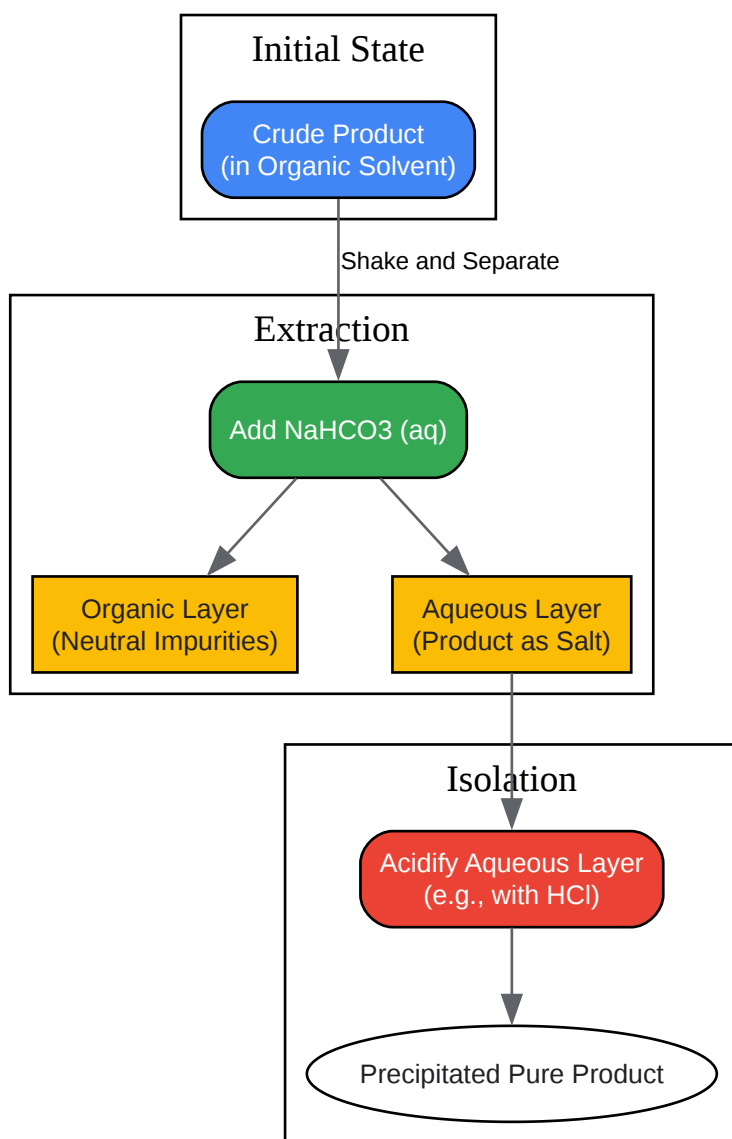 Initial State
Crude Product
(in Organic Solvent)
Shake and Separate
Extraction
Add NaHCO3 (aq)
Organic Layer
(Neutral Impurities)
Aqueous Layer
(Product as Salt)
Isolation
Acidify Aqueous Layer
(e.g., with HCl)
Precipitated Pure Product